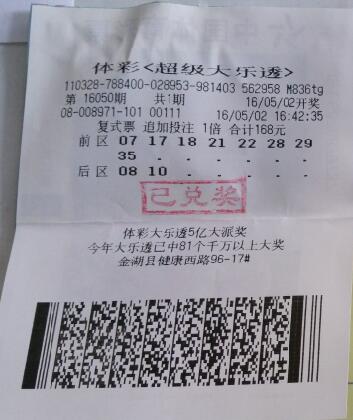 体彩<超级大乐透>
110328-788400-028953-981403 562958 M836tg
第 16050期 共1期 16/05/02开奖
08-008971-101 00111 16/05/02 16:42:35
复式票 追加投注 1倍 合计168元
前区 07 17 18 21 22 28 29
35 . . . . . .
后区 08 10 . . . . .
已兑奖
体彩大乐透5亿大派奖
今年大乐透已中81个千万以上大奖
金湖县健康西路96-17#